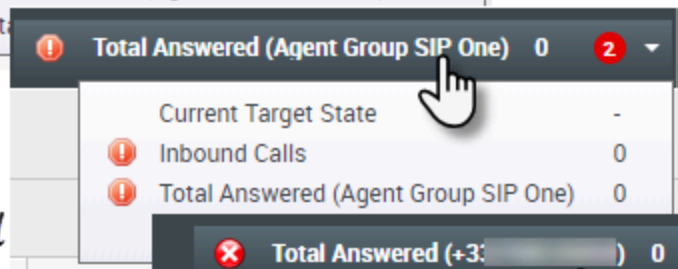 Total Answered (Agent Group SIP One) 0 2
Current Target State -
Inbound Calls 0
Total Answered (Agent Group SIP One) 0
Total Answered (+33 ) 0